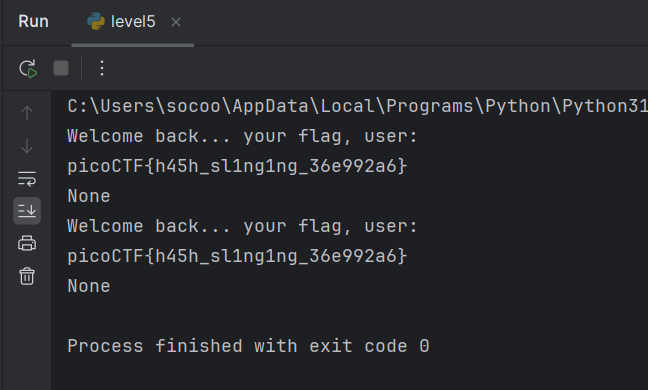 Run level5
C:\Users\socoo\AppData\Local\Programs\Python\Python31
Welcome back... your flag, user:
picoCTF{h45h_sl1ng1ng_36e992a6}
None
Welcome back... your flag, user:
picoCTF{h45h_sl1ng1ng_36e992a6}
None
Process finished with exit code 0